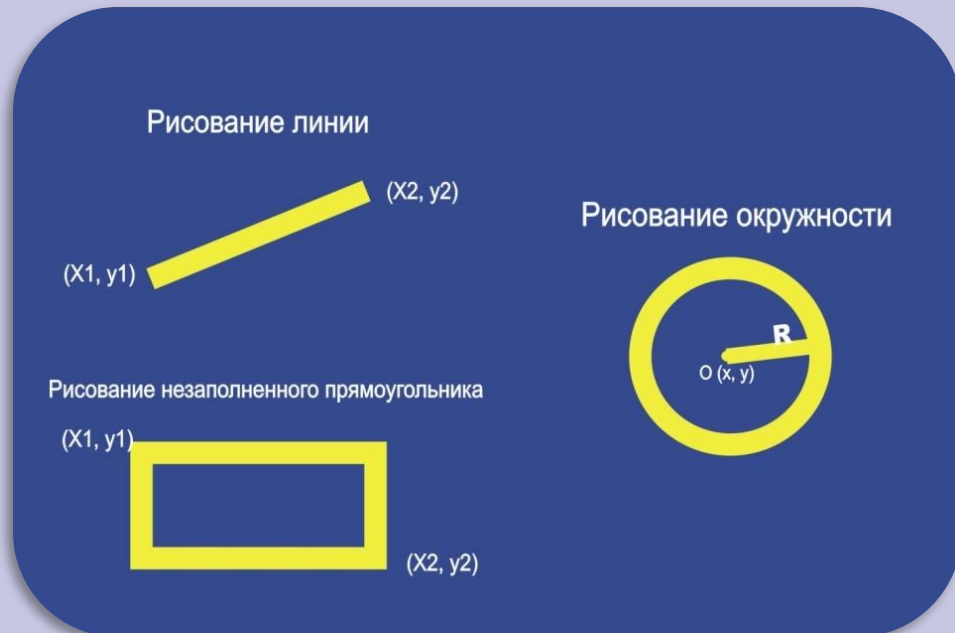 Рисование линии
(X2, y2)
(X1, y1)
Рисование окружности
R
O (x, y)
Рисование незаполненного прямоугольника
(X1, y1)
(X2, y2)